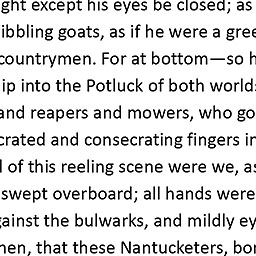 ght except his eyes be closed; as
ibbling goats, as if he were a gree
countrymen. For at bottom—so h
ip into the Potluck of both world
and reapers and mowers, who go
crated and consecrating fingers in
l of this reeling scene were we, as
swept overboard; all hands were
gainst the bulwarks, and mildly ey
men, that these Nantucketers, bor